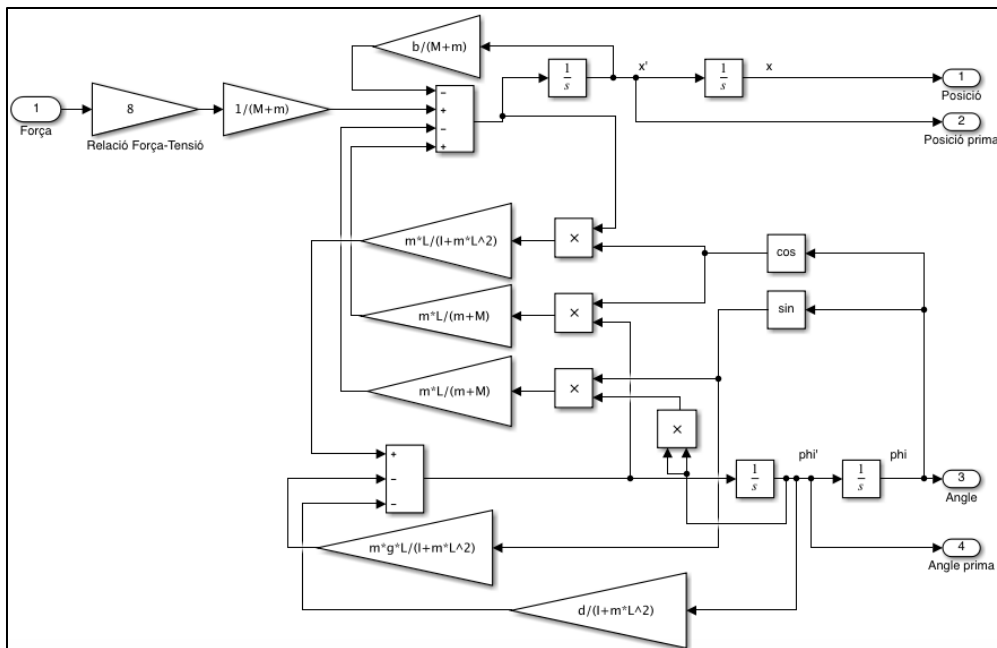 b/(M+m)
1
s
x'
1
s
x
1
Posició
1
Força
8
Relació Força-Tensió
1/(M+m)
−
+
−
+
2
Posició prima
m*L/(I+m*L^2)
×
cos
m*L/(m+M)
×
sin
m*L/(m+M)
×
×
+
−
−
phi'
phi
1
s
1
s
3
Angle
m*g*L/(I+m*L^2)
4
Angle prima
d/(I+m*L^2)